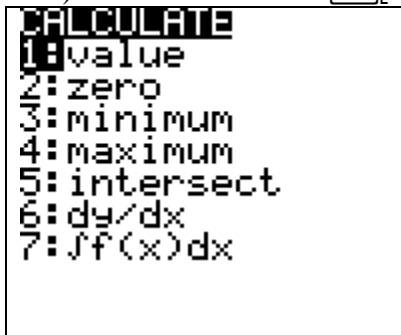 CALCULATE
1:value
2:zero
3:minimum
4:maximum
5:intersect
6:dy/dx
7:∫f(x)dx